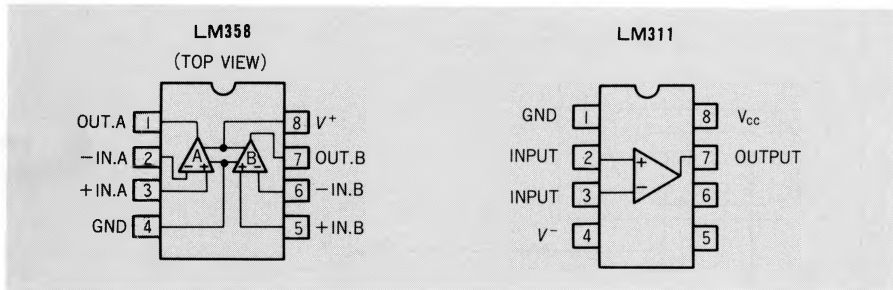 LM358
(TOP VIEW)
OUT.A 1
8 V+
−IN.A 2
7 OUT.B
+IN.A 3
6 −IN.B
GND 4
5 +IN.B
A
B
− +
+ −
LM311
GND 1
8 Vcc
INPUT 2
7 OUTPUT
INPUT 3
6
V− 4
5
+
−